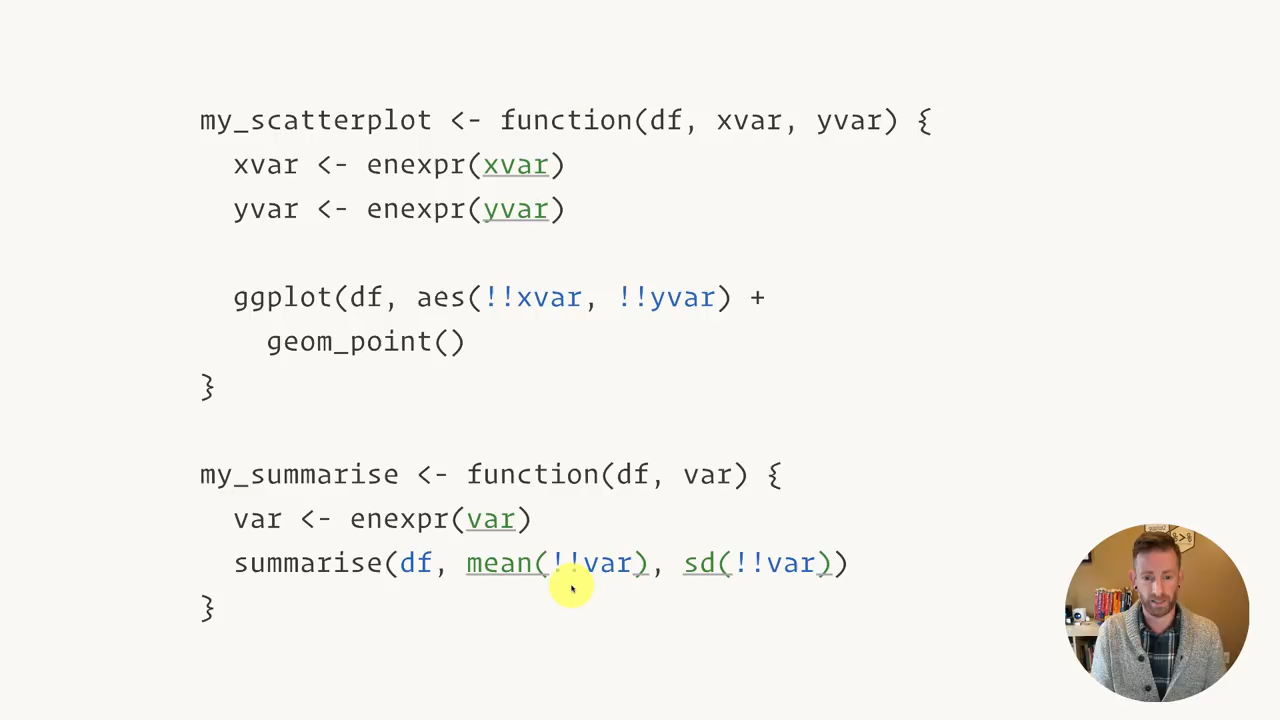 my_scatterplot <- function(df, xvar, yvar) {
  xvar <- enexpr(xvar)
  yvar <- enexpr(yvar)

  ggplot(df, aes(!!xvar, !!yvar) +
    geom_point()
}

my_summarise <- function(df, var) {
  var <- enexpr(var)
  summarise(df, mean(!!var), sd(!!var))
}
%>%